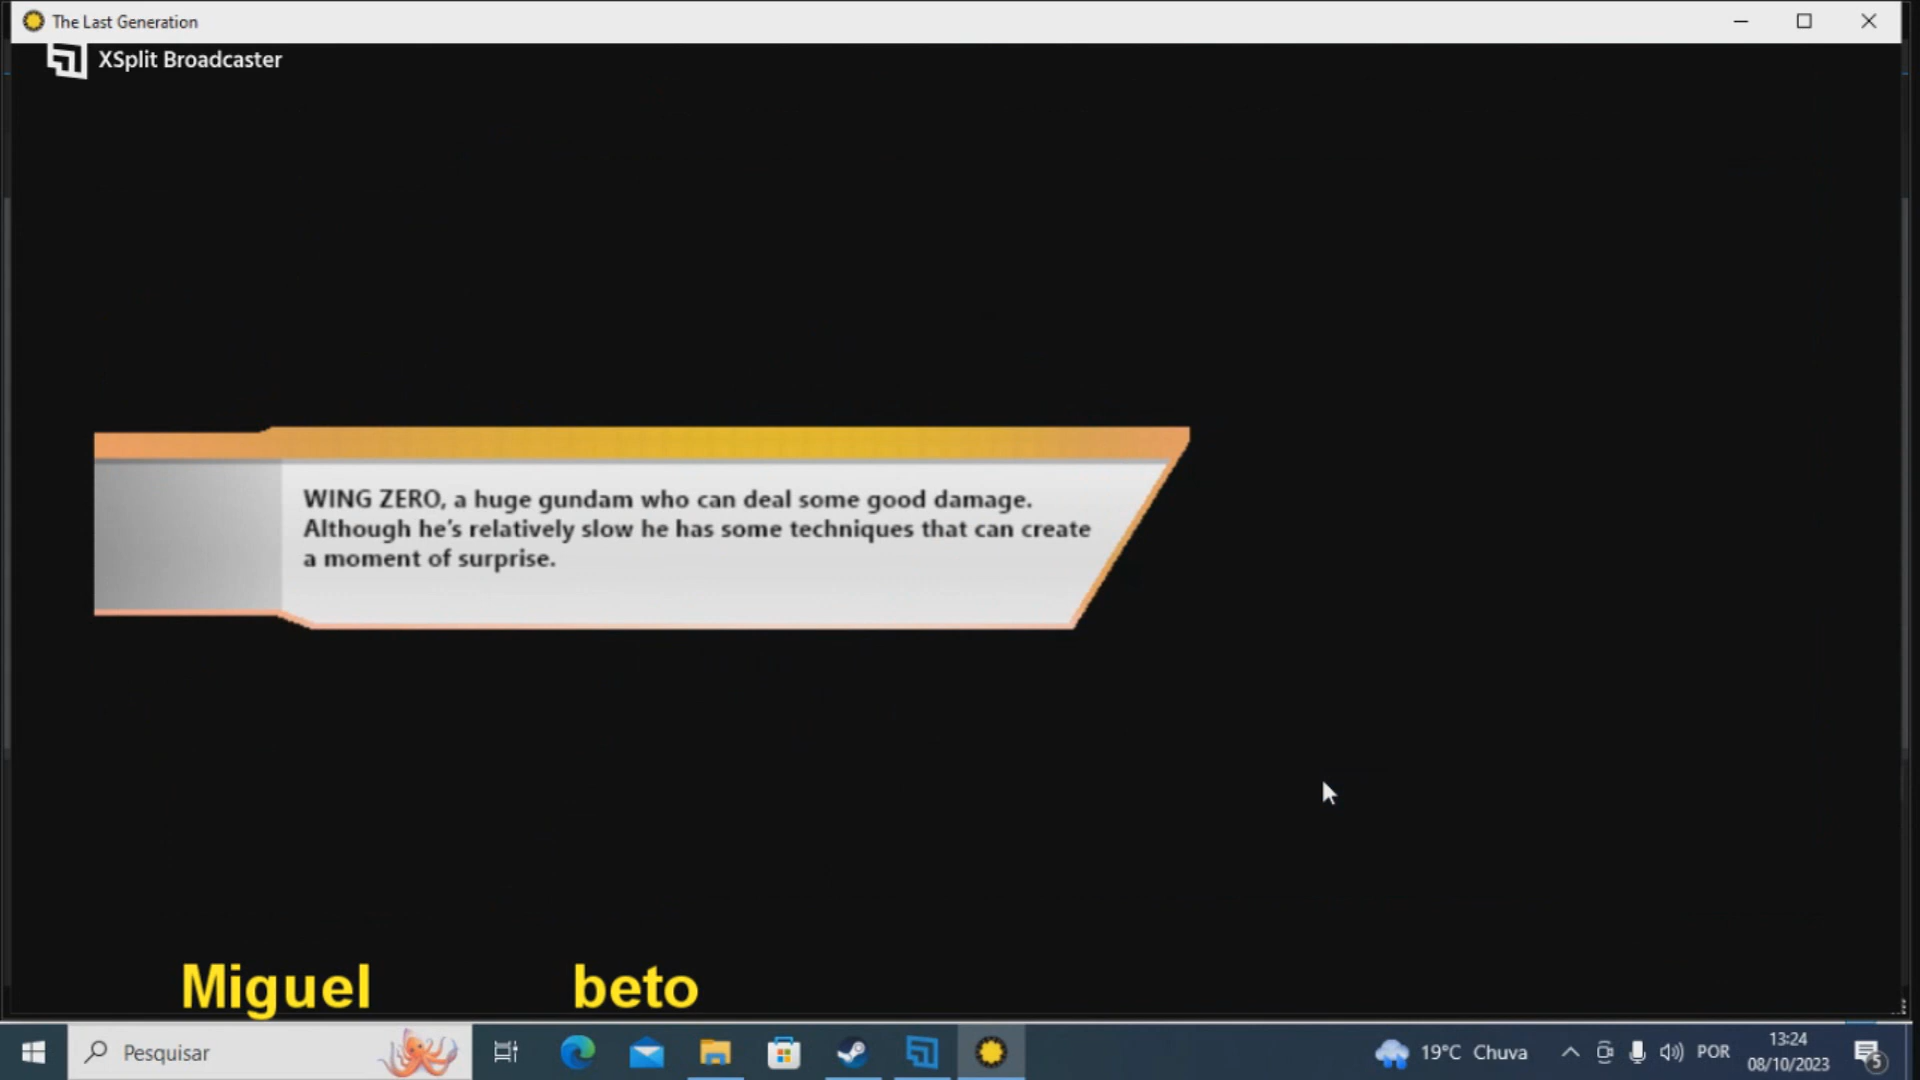 The Last Generation
XSplit Broadcaster
WING ZERO, a huge gundam who can deal some good damage.
Although he's relatively slow he has some techniques that can create
a moment of surprise.
Miguel beto
Pesquisar
19°C Chuva
POR
13:24
08/10/2023
5